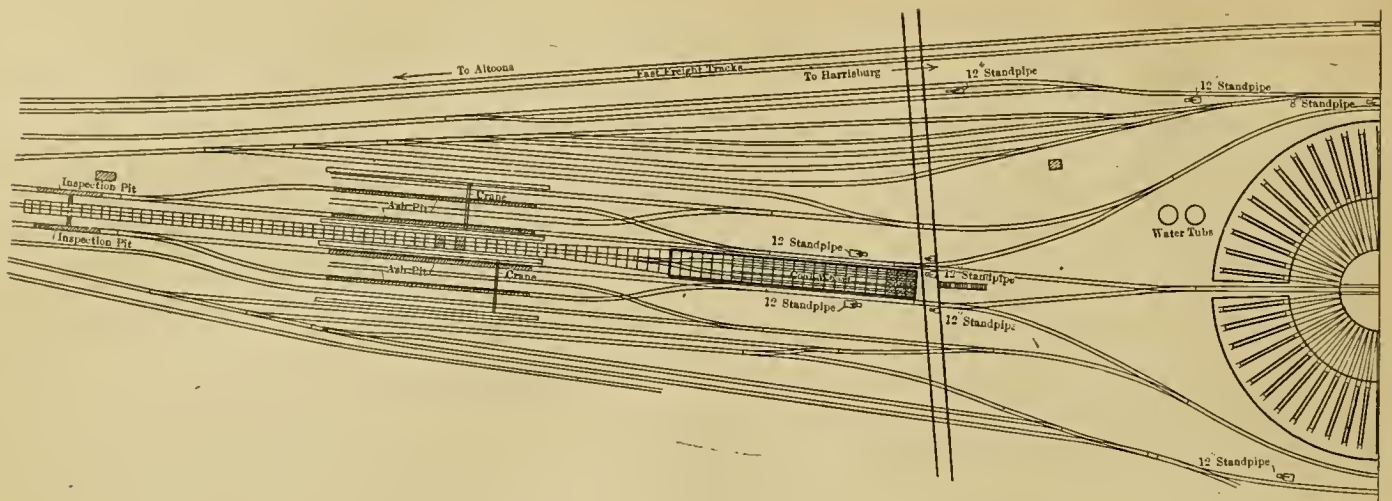 To Altoona
Fast Freight Tracks
To Harrisburg
12" Standpipe
12" Standpipe
8" Standpipe
Inspection Pit
Crane
Ash Pit
Water Tubs
Inspection Pit
12" Standpipe
Ash Pit
Crane
12" Standpipe
12" Standpipe
12" Standpipe
12" Standpipe